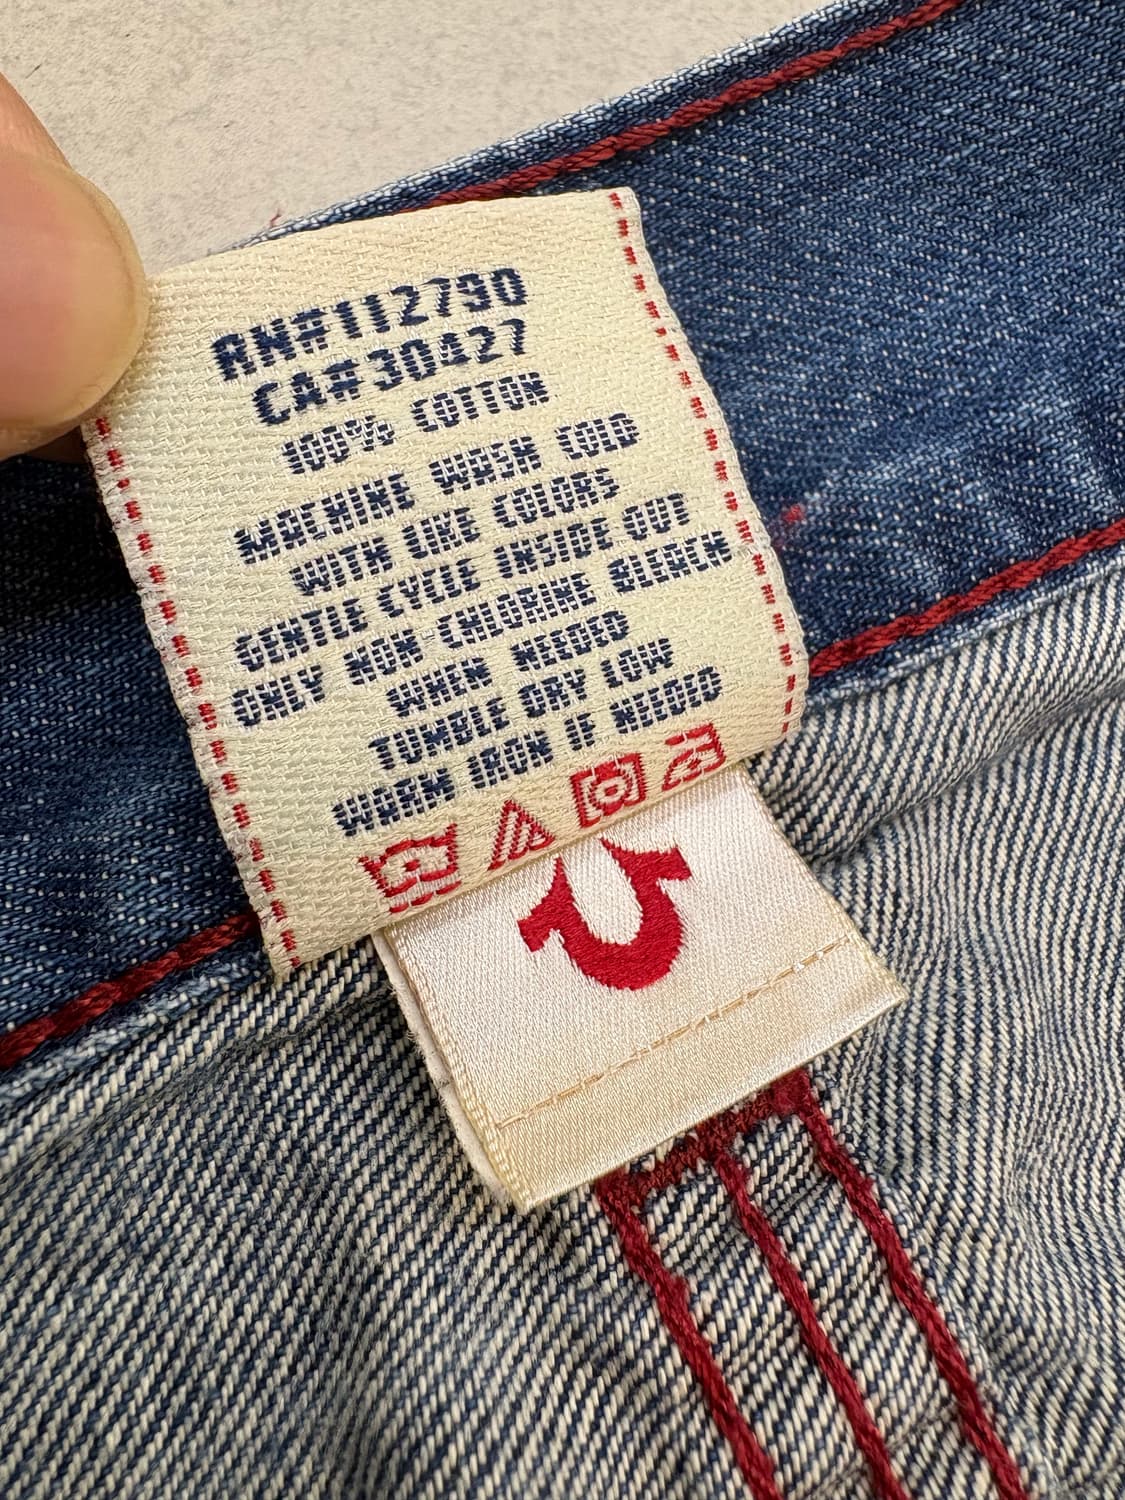 RN#112790
CA#30427
100% COTTON
MACHINE WASH COLD
WITH LIKE COLORS
GENTLE CYCLE INSIDE OUT
ONLY NON-CHLORINE BLEACH
WHEN NEEDED
TUMBLE DRY LOW
WARM IRON IF NEEDED